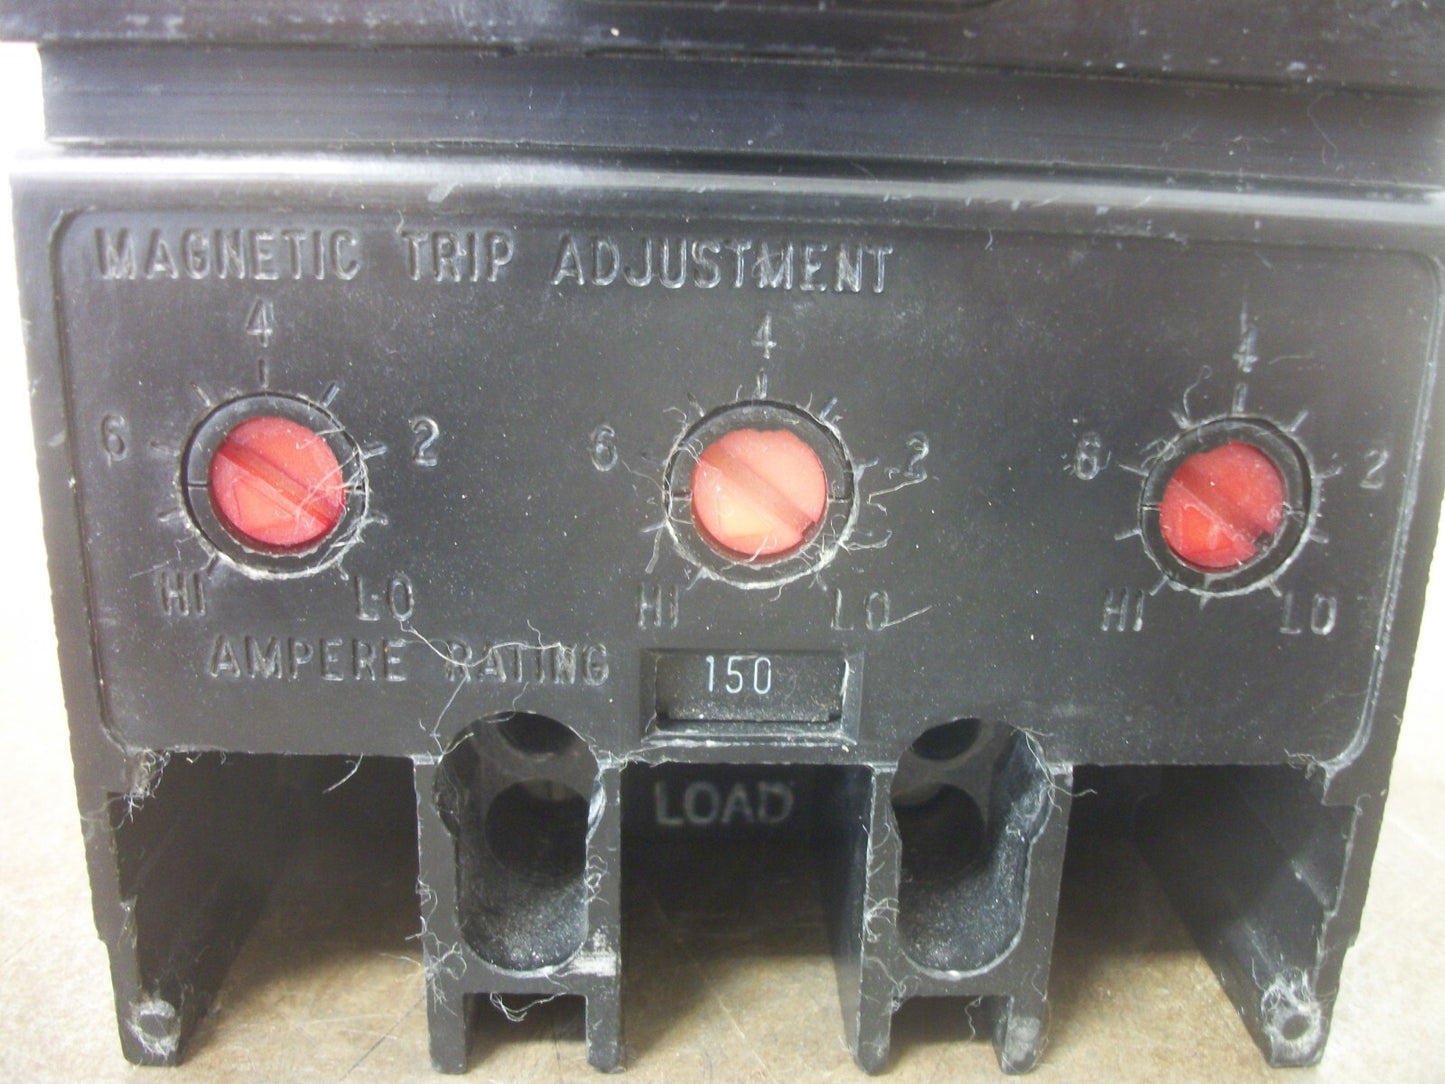 MAGNETIC TRIP ADJUSTMENT
4 4 4
6 2 6 2 6 2
HI LO HI LO HI LO
AMPERE RATING 150
LOAD